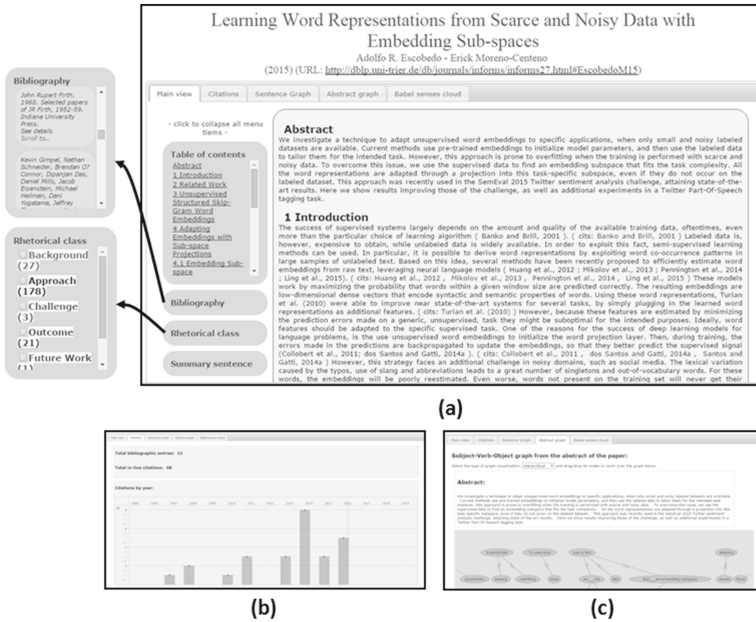 Learning Word Representations from Scarce and Noisy Data with
Embedding Sub-spaces
Adolfo R. Escobedo - Erick Moreno-Centeno
(2015) (URL: http://dblp.uni-trier.de/db/journals/informs/informs27.html#EscobedoM15)
Main view
Citations
Sentence Graph
Abstract graph
Babel senses cloud
Bibliography
John Rupert Firth.
1968. Selected papers
of JR Firth, 1952-59.
Indiana University
Press.
See details
Scroll to..
Kevin Gimpel, Nathan
Schneider, Brendan O?
Connor, Dipanjan Das,
Daniel Mills, Jacob
Eisenstein, Michael
Heilman, Dani
Yogatama, Jeffrey
Rhetorical class
Background
(27)
Approach
(178)
Challenge
(3)
Outcome
(21)
Future Work
(1)
- click to collapse all menu
tiems -
Table of contents
Abstract
1 Introduction
2 Related Work
3 Unsupervised
Structured Skip-
Gram Word
Embeddings
4 Adapting
Embeddings with
Sub-space
Projections
4.1 Embedding Sub-
space
Bibliography
Rhetorical class
Summary sentence
Abstract
We investigate a technique to adapt unsupervised word embeddings to specific applications, when only small and noisy labeled
datasets are available. Current methods use pre-trained embeddings to initialize model parameters, and then use the labeled data
to tailor them for the intended task. However, this approach is prone to overfitting when the training is performed with scarce and
noisy data. To overcome this issue, we use the supervised data to find an embedding subspace that fits the task complexity. All
the word representations are adapted through a projection into this task-specific subspace, even if they do not occur on the
labeled dataset. This approach was recently used in the SemEval 2015 Twitter sentiment analysis challenge, attaining state-of-the-
art results. Here we show results improving those of the challenge, as well as additional experiments in a Twitter Part-Of-Speech
tagging task.
1 Introduction
The success of supervised systems largely depends on the amount and quality of the available training data, oftentimes, even
more than the particular choice of learning algorithm ( Banko and Brill, 2001 ). ( cits: Banko and Brill, 2001 ) Labeled data is,
however, expensive to obtain, while unlabeled data is widely available. In order to exploit this fact, semi-supervised learning
methods can be used. In particular, it is possible to derive word representations by exploiting word co-occurrence patterns in
large samples of unlabeled text. Based on this idea, several methods have been recently proposed to efficiently estimate word
embeddings from raw text, leveraging neural language models ( Huang et al., 2012 ; Mikolov et al., 2013 ; Pennington et al., 2014
; Ling et al., 2015 ). ( cits: Huang et al., 2012 , Mikolov et al., 2013 , Pennington et al., 2014 , Ling et al., 2015 ) These models
work by maximizing the probability that words within a given window size are predicted correctly. The resulting embeddings are
low-dimensional dense vectors that encode syntactic and semantic properties of words. Using these word representations, Turian
et al. (2010) were able to improve near state-of-the-art systems for several tasks, by simply plugging in the learned word
representations as additional features. ( cits: Turian et al. (2010) ) However, because these features are estimated by minimizing
the prediction errors made on a generic, unsupervised, task they might be suboptimal for the intended purposes. Ideally, word
features should be adapted to the specific supervised task. One of the reasons for the success of deep learning models for
language problems, is the use unsupervised word embeddings to initialize the word projection layer. Then, during training, the
errors made in the predictions are backpropagated to update the embeddings, so that they better predict the supervised signal
(Collobert et al., 2011; dos Santos and Gatti, 2014a ). ( cits: Collobert et al., 2011 , dos Santos and Gatti, 2014a , Santos and
Gatti, 2014a ) However, this strategy faces an additional challenge in noisy domains, such as social media. The lexical variation
caused by the typos, use of slang and abbreviations leads to a great number of singletons and out-of-vocabulary words. For these
words, the embeddings will be poorly reestimated. Even worse, words not present on the training set will never get their
(a)
Total bibliographic entries: 52
Total in-line citations: 48
Citations by year:
(b)
Main view
Citations
Sentence Graph
Abstract graph
Babel senses cloud
Subject-Verb-Object graph from the abstract of the paper:
Abstract:
(c)